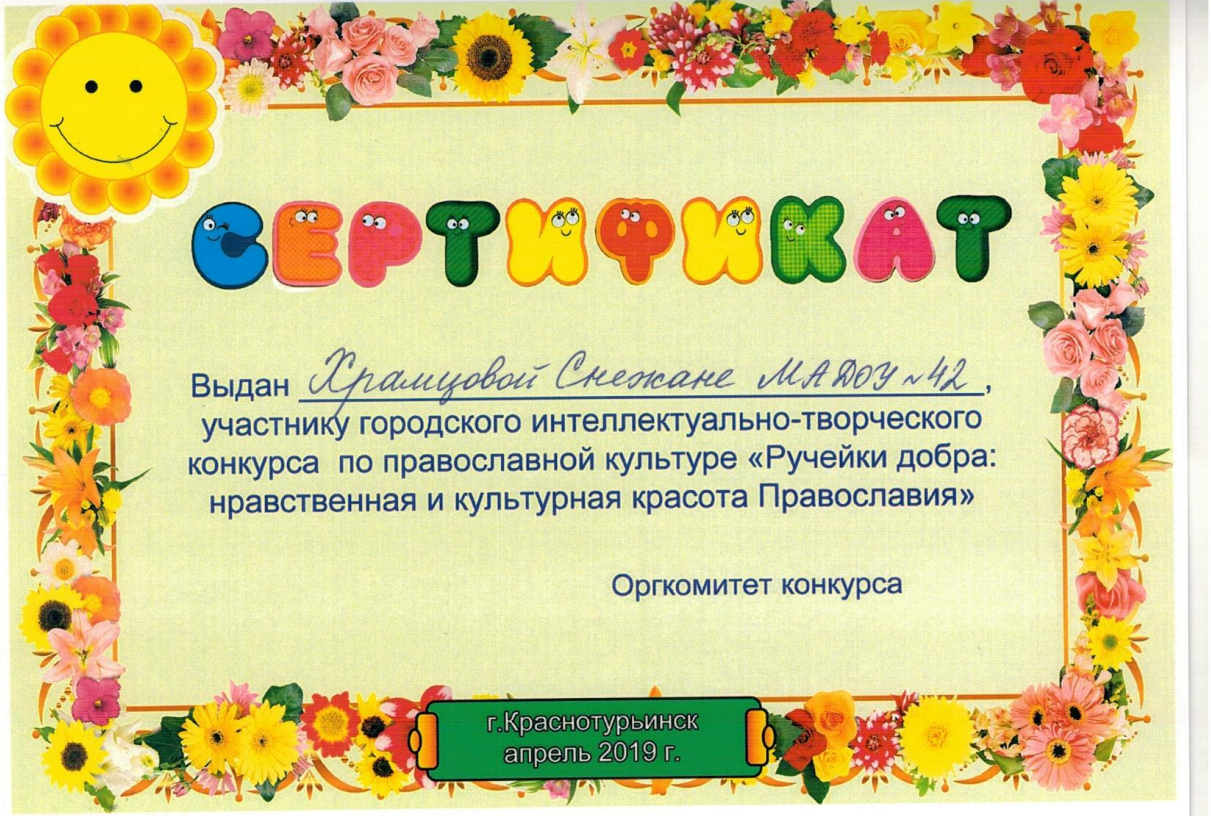 СЕРТИФИКАТ
Выдан Храмцовой Снежане МАДОУ №42,
участнику городского интеллектуально-творческого
конкурса по православной культуре «Ручейки добра:
нравственная и культурная красота Православия»
Оргкомитет конкурса
г.Краснотурьинск
апрель 2019 г.